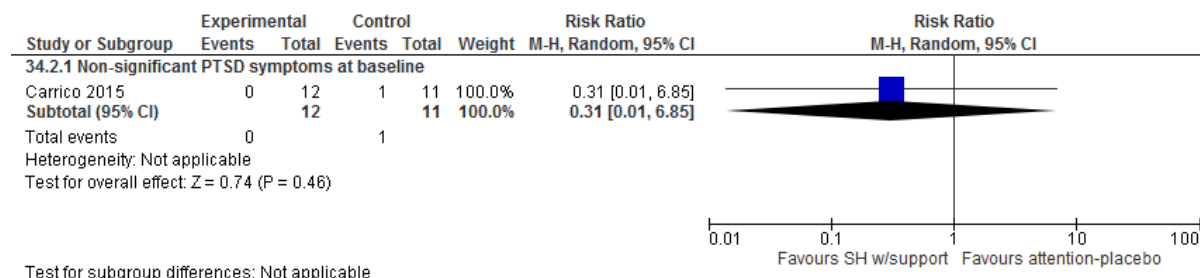 Experimental Control Risk Ratio Risk Ratio
Study or Subgroup Events Total Events Total Weight M-H, Random, 95% CI M-H, Random, 95% CI
34.2.1 Non-significant PTSD symptoms at baseline
Carrico 2015 0 12 1 11 100.0% 0.31 [0.01, 6.85]
Subtotal (95% CI) 12 11 100.0% 0.31 [0.01, 6.85]
Total events 0 1
Heterogeneity: Not applicable
Test for overall effect: Z = 0.74 (P = 0.46)
0.01 0.1 1 10 100
Favours SH w/support Favours attention-placebo
Test for subgroup differences: Not applicable